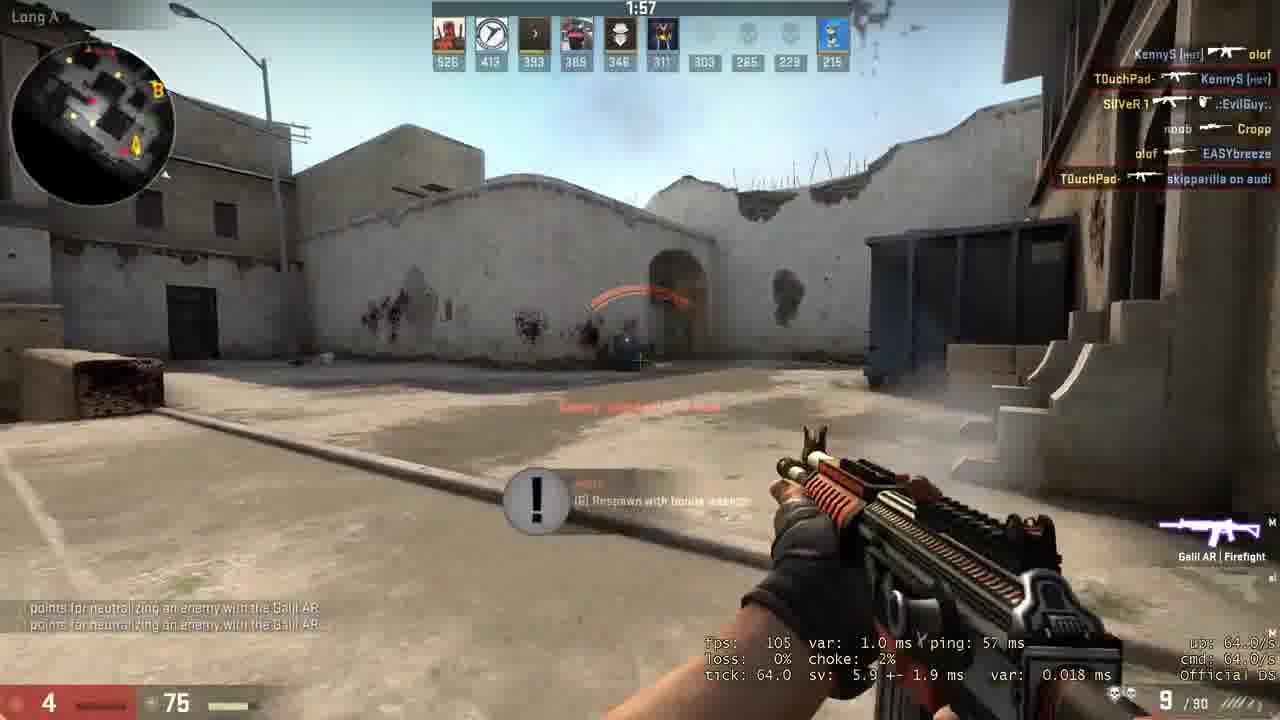 Long A
1:57
526 413 393 369 346 311 303 265 229 215
B
KennyS [HET] olof
T0uchPad- KennyS [HET]
SilVeR 1 .:EvilGuy:.
noob Cropp
olof EASYbreeze
T0uchPad- skipparilla on audi
!
[G] Respawn with bonus weapon
Galil AR | Firefight
points for neutralizing an enemy with the Galil AR
points for neutralizing an enemy with the Galil AR
fps: 105 var: 1.0 ms ping: 57 ms up: 64.0/s
loss: 0% choke: 2% cmd: 64.0/s
tick: 64.0 sv: 5.9 +- 1.9 ms var: 0.018 ms Official DS
4 75 9 / 90